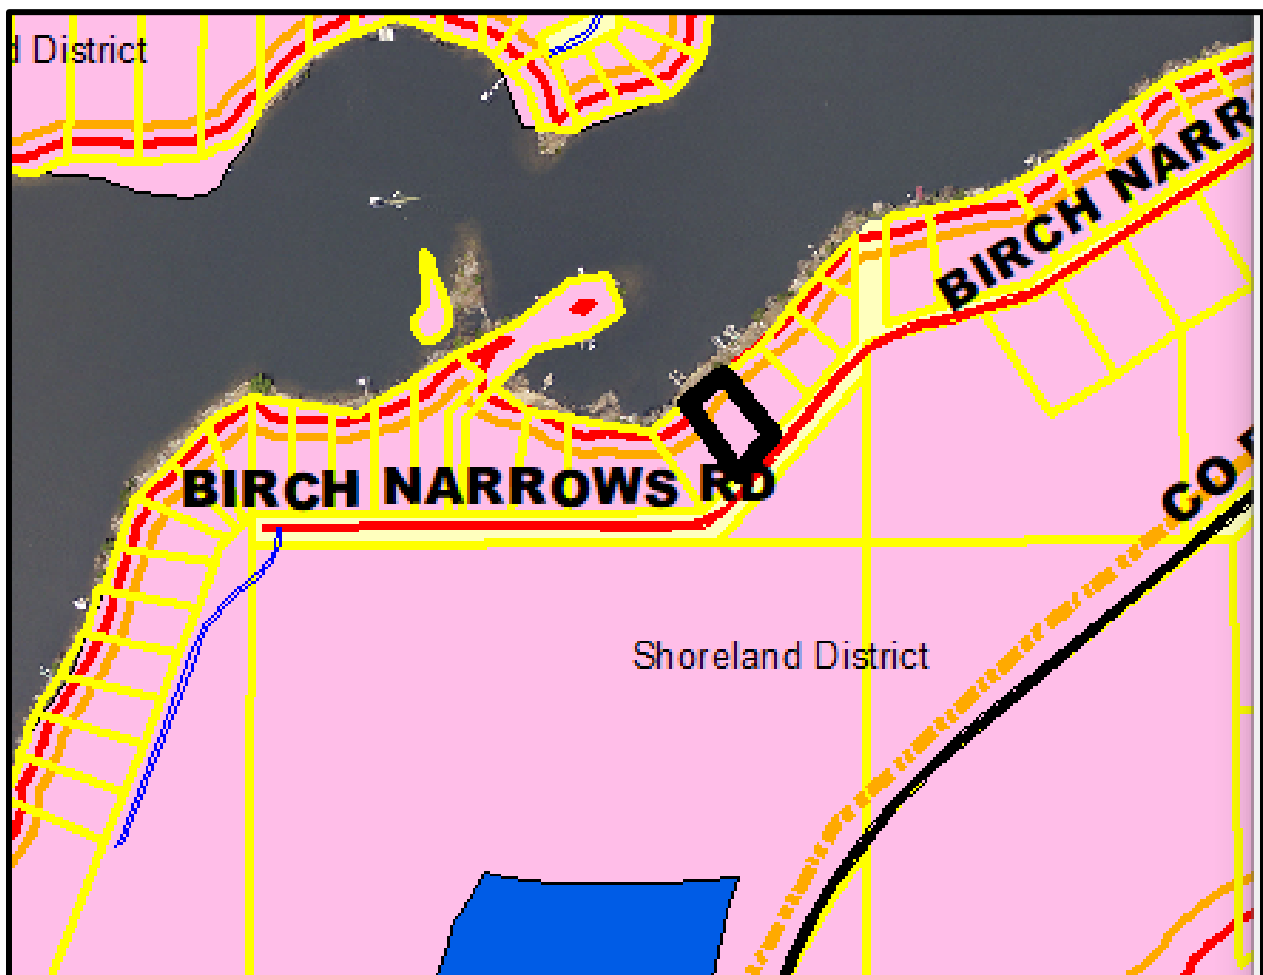 District
BIRCH NARR
BIRCH NARROWS RD
CO
Shoreland District